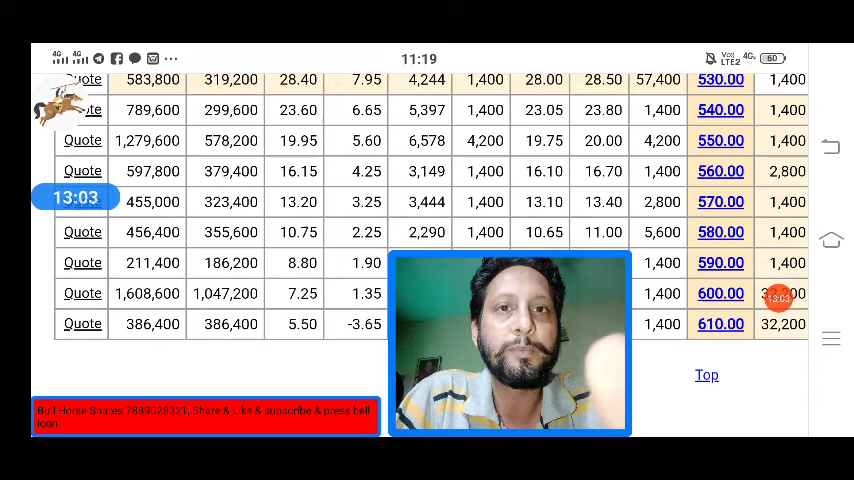 4G 4G 11:19 Vo) LTE2 4G 60
Quote 583,800 319,200 28.40 7.95 4,244 1,400 28.00 28.50 57,400 530.00 1,400
789,600 299,600 23.60 6.65 5,397 1,400 23.05 23.80 1,400 540.00 1,400
Quote 1,279,600 578,200 19.95 5.60 6,578 4,200 19.75 20.00 4,200 550.00 1,400
Quote 597,800 379,400 16.15 4.25 3,149 1,400 16.10 16.70 1,400 560.00 2,800
13:03 455,000 323,400 13.20 3.25 3,444 1,400 13.10 13.40 2,800 570.00 1,400
Quote 456,400 355,600 10.75 2.25 2,290 1,400 10.65 11.00 5,600 580.00 1,400
Quote 211,400 186,200 8.80 1.90 1,400 590.00 1,400
Quote 1,608,600 1,047,200 7.25 1.35 1,400 600.00 13:03
Quote 386,400 386,400 5.50 -3.65 1,400 610.00 32,200
Top
Bull Horse Shares 7889028321, Share & Like & subscribe & press bell
icon.